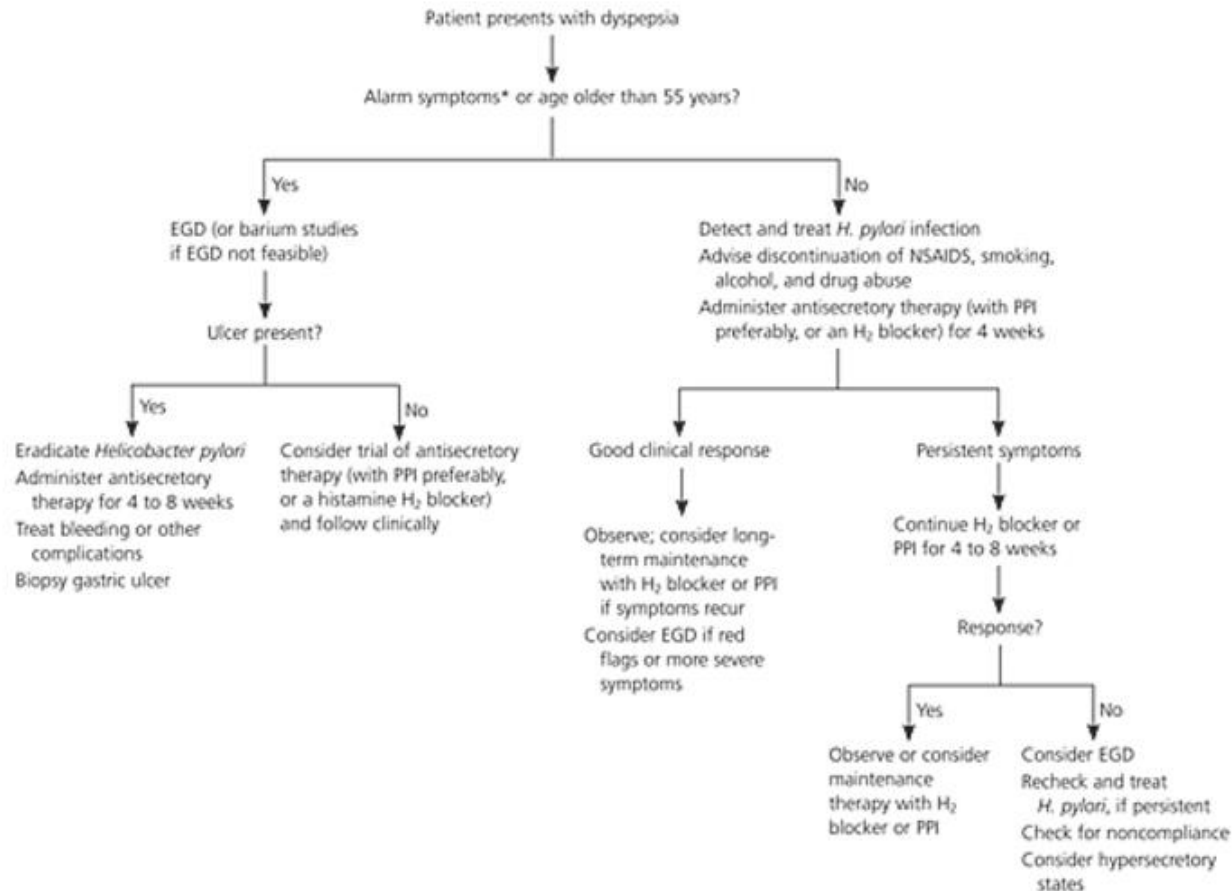 Patient presents with dyspepsia
Alarm symptoms* or age older than 55 years?
Yes
No
EGD (or barium studies
if EGD not feasible)
Detect and treat H. pylori infection
Advise discontinuation of NSAIDS, smoking,
alcohol, and drug abuse
Administer antisecretory therapy (with PPI
preferably, or an H₂ blocker) for 4 weeks
Ulcer present?
Yes
No
Eradicate Helicobacter pylori
Administer antisecretory
therapy for 4 to 8 weeks
Treat bleeding or other
complications
Biopsy gastric ulcer
Consider trial of antisecretory
therapy (with PPI preferably,
or a histamine H₂ blocker)
and follow clinically
Good clinical response
Persistent symptoms
Observe; consider long-
term maintenance
with H₂ blocker or PPI
if symptoms recur
Consider EGD if red
flags or more severe
symptoms
Continue H₂ blocker or
PPI for 4 to 8 weeks
Response?
Yes
No
Observe or consider
maintenance
therapy with H₂
blocker or PPI
Consider EGD
Recheck and treat
H. pylori, if persistent
Check for noncompliance
Consider hypersecretory
states